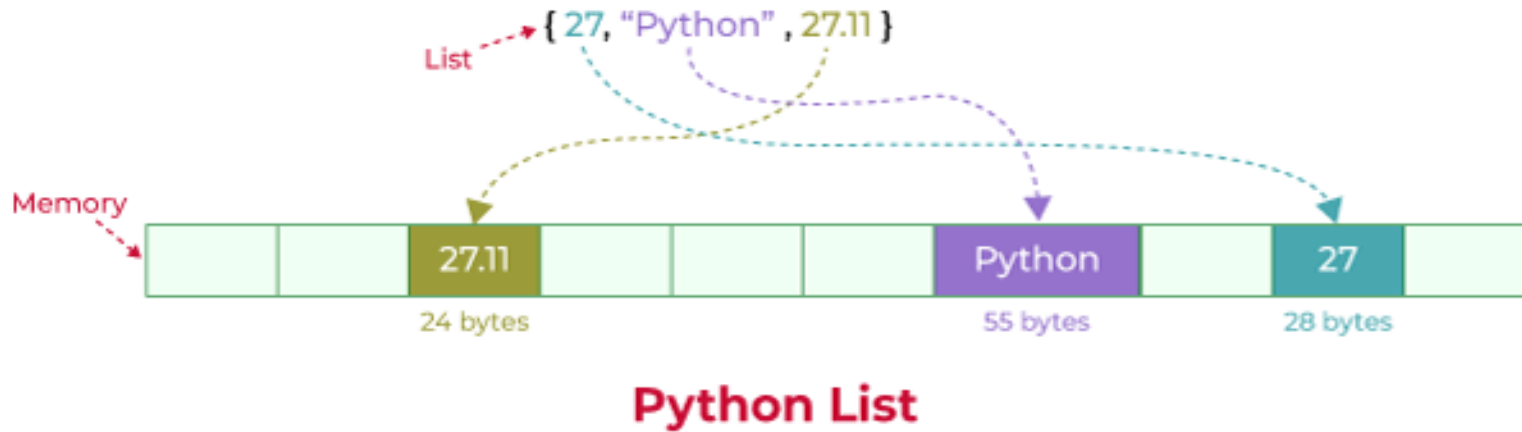 { 27, “Python” , 27.11 }
List
Memory
27.11 Python 27
24 bytes 55 bytes 28 bytes
Python List